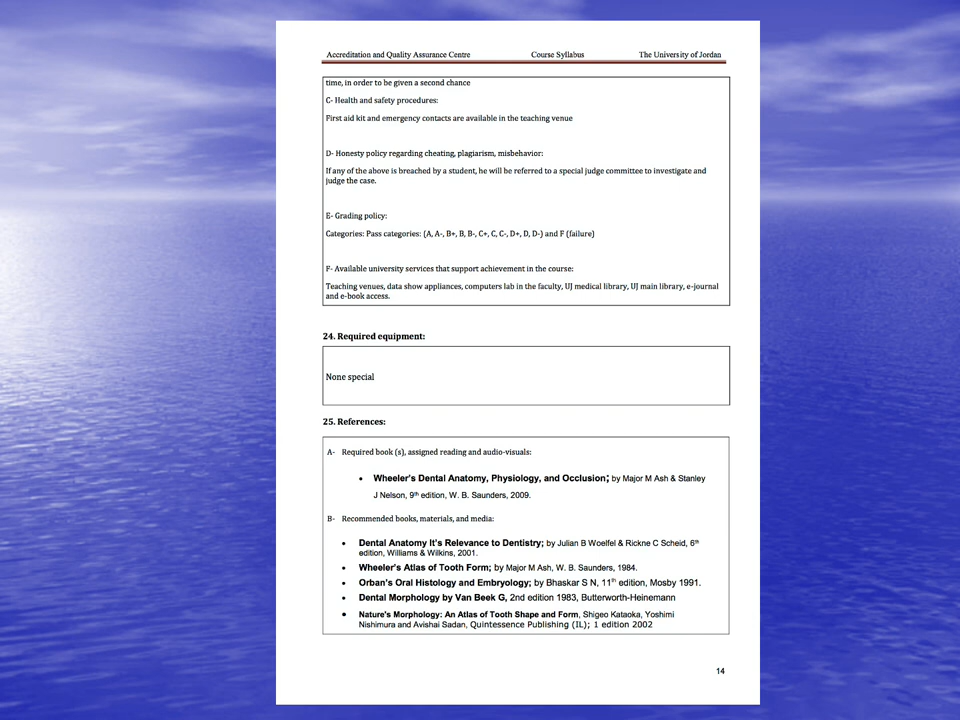 Accreditation and Quality Assurance Centre Course Syllabus The University of Jordan
time, in order to be given a second chance
C- Health and safety procedures:
First aid kit and emergency contacts are available in the teaching venue
D- Honesty policy regarding cheating, plagiarism, misbehavior:
If any of the above is breached by a student, he will be referred to a special judge committee to investigate and
judge the case.
E- Grading policy:
Categories: Pass categories: (A, A-, B+, B, B-, C+, C, C-, D+, D, D-) and F (failure)
F- Available university services that support achievement in the course:
Teaching venues, data show appliances, computers lab in the faculty, UJ medical library, UJ main library, e-journal
and e-book access.
24. Required equipment:
None special
25. References:
A- Required book (s), assigned reading and audio-visuals:
• Wheeler's Dental Anatomy, Physiology, and Occlusion; by Major M Ash & Stanley
J Nelson, 9th edition, W. B. Saunders, 2009.
B- Recommended books, materials, and media:
• Dental Anatomy It's Relevance to Dentistry; by Julian B Woelfel & Rickne C Scheid, 6th
edition, Williams & Wilkins, 2001.
• Wheeler's Atlas of Tooth Form; by Major M Ash, W. B. Saunders, 1984.
• Orban's Oral Histology and Embryology; by Bhaskar S N, 11th edition, Mosby 1991.
• Dental Morphology by Van Beek G, 2nd edition 1983, Butterworth-Heinemann
• Nature's Morphology: An Atlas of Tooth Shape and Form, Shigeo Kataoka, Yoshimi
Nishimura and Avishai Sadan, Quintessence Publishing (IL); 1 edition 2002
14